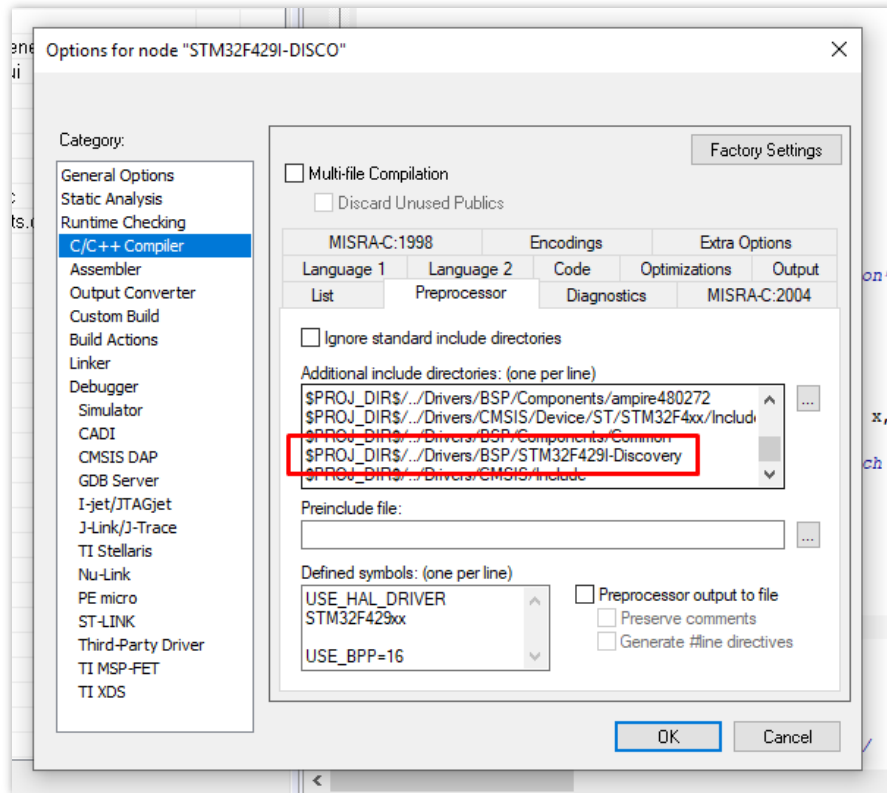 ene
ui
Options for node "STM32F429I-DISCO"
Category:
General Options
Static Analysis
Runtime Checking
C/C++ Compiler
Assembler
Output Converter
Custom Build
Build Actions
Linker
Debugger
Simulator
CADI
CMSIS DAP
GDB Server
I-jet/JTAGjet
J-Link/J-Trace
TI Stellaris
Nu-Link
PE micro
ST-LINK
Third-Party Driver
TI MSP-FET
TI XDS
Factory Settings
Multi-file Compilation
Discard Unused Publics
MISRA-C:1998 Encodings Extra Options
Language 1 Language 2 Code Optimizations Output
List Preprocessor Diagnostics MISRA-C:2004
Ignore standard include directories
Additional include directories: (one per line)
$PROJ_DIR$/../Drivers/BSP/Components/ampire480272
$PROJ_DIR$/../Drivers/CMSIS/Device/ST/STM32F4xx/Include
$PROJ_DIR$/../Drivers/BSP/Components/Common
$PROJ_DIR$/../Drivers/BSP/STM32F429I-Discovery
$PROJ_DIR$/../Drivers/CMSIS/Include
...
Preinclude file:
...
Defined symbols: (one per line)
USE_HAL_DRIVER
STM32F429xx
USE_BPP=16
Preprocessor output to file
Preserve comments
Generate #line directives
OK Cancel
ts.
on'
x,
ch
/